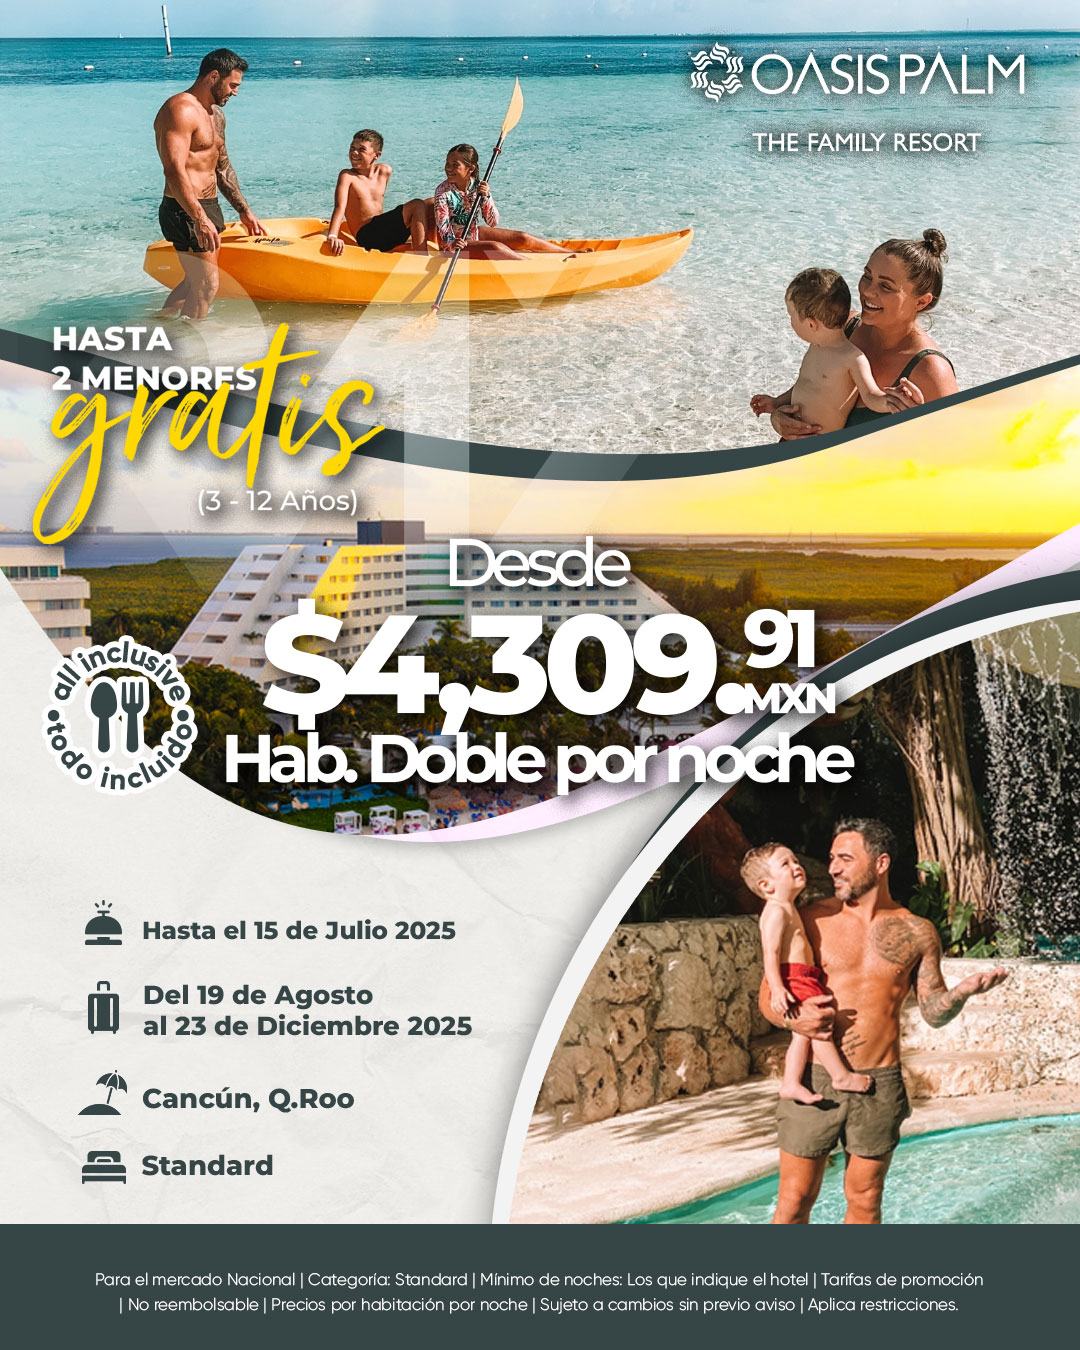 OASIS PALM
THE FAMILY RESORT
HASTA
2 MENORES
gratis
(3 - 12 Años)
Desde
$4,309.91
MXN
Hab. Doble por noche
all inclusive
todo incluido
Hasta el 15 de Julio 2025
Del 19 de Agosto
al 23 de Diciembre 2025
Cancún, Q.Roo
Standard
Para el mercado Nacional | Categoría: Standard | Mínimo de noches: Los que indique el hotel | Tarifas de promoción
| No reembolsable | Precios por habitación por noche | Sujeto a cambios sin previo aviso | Aplica restricciones.